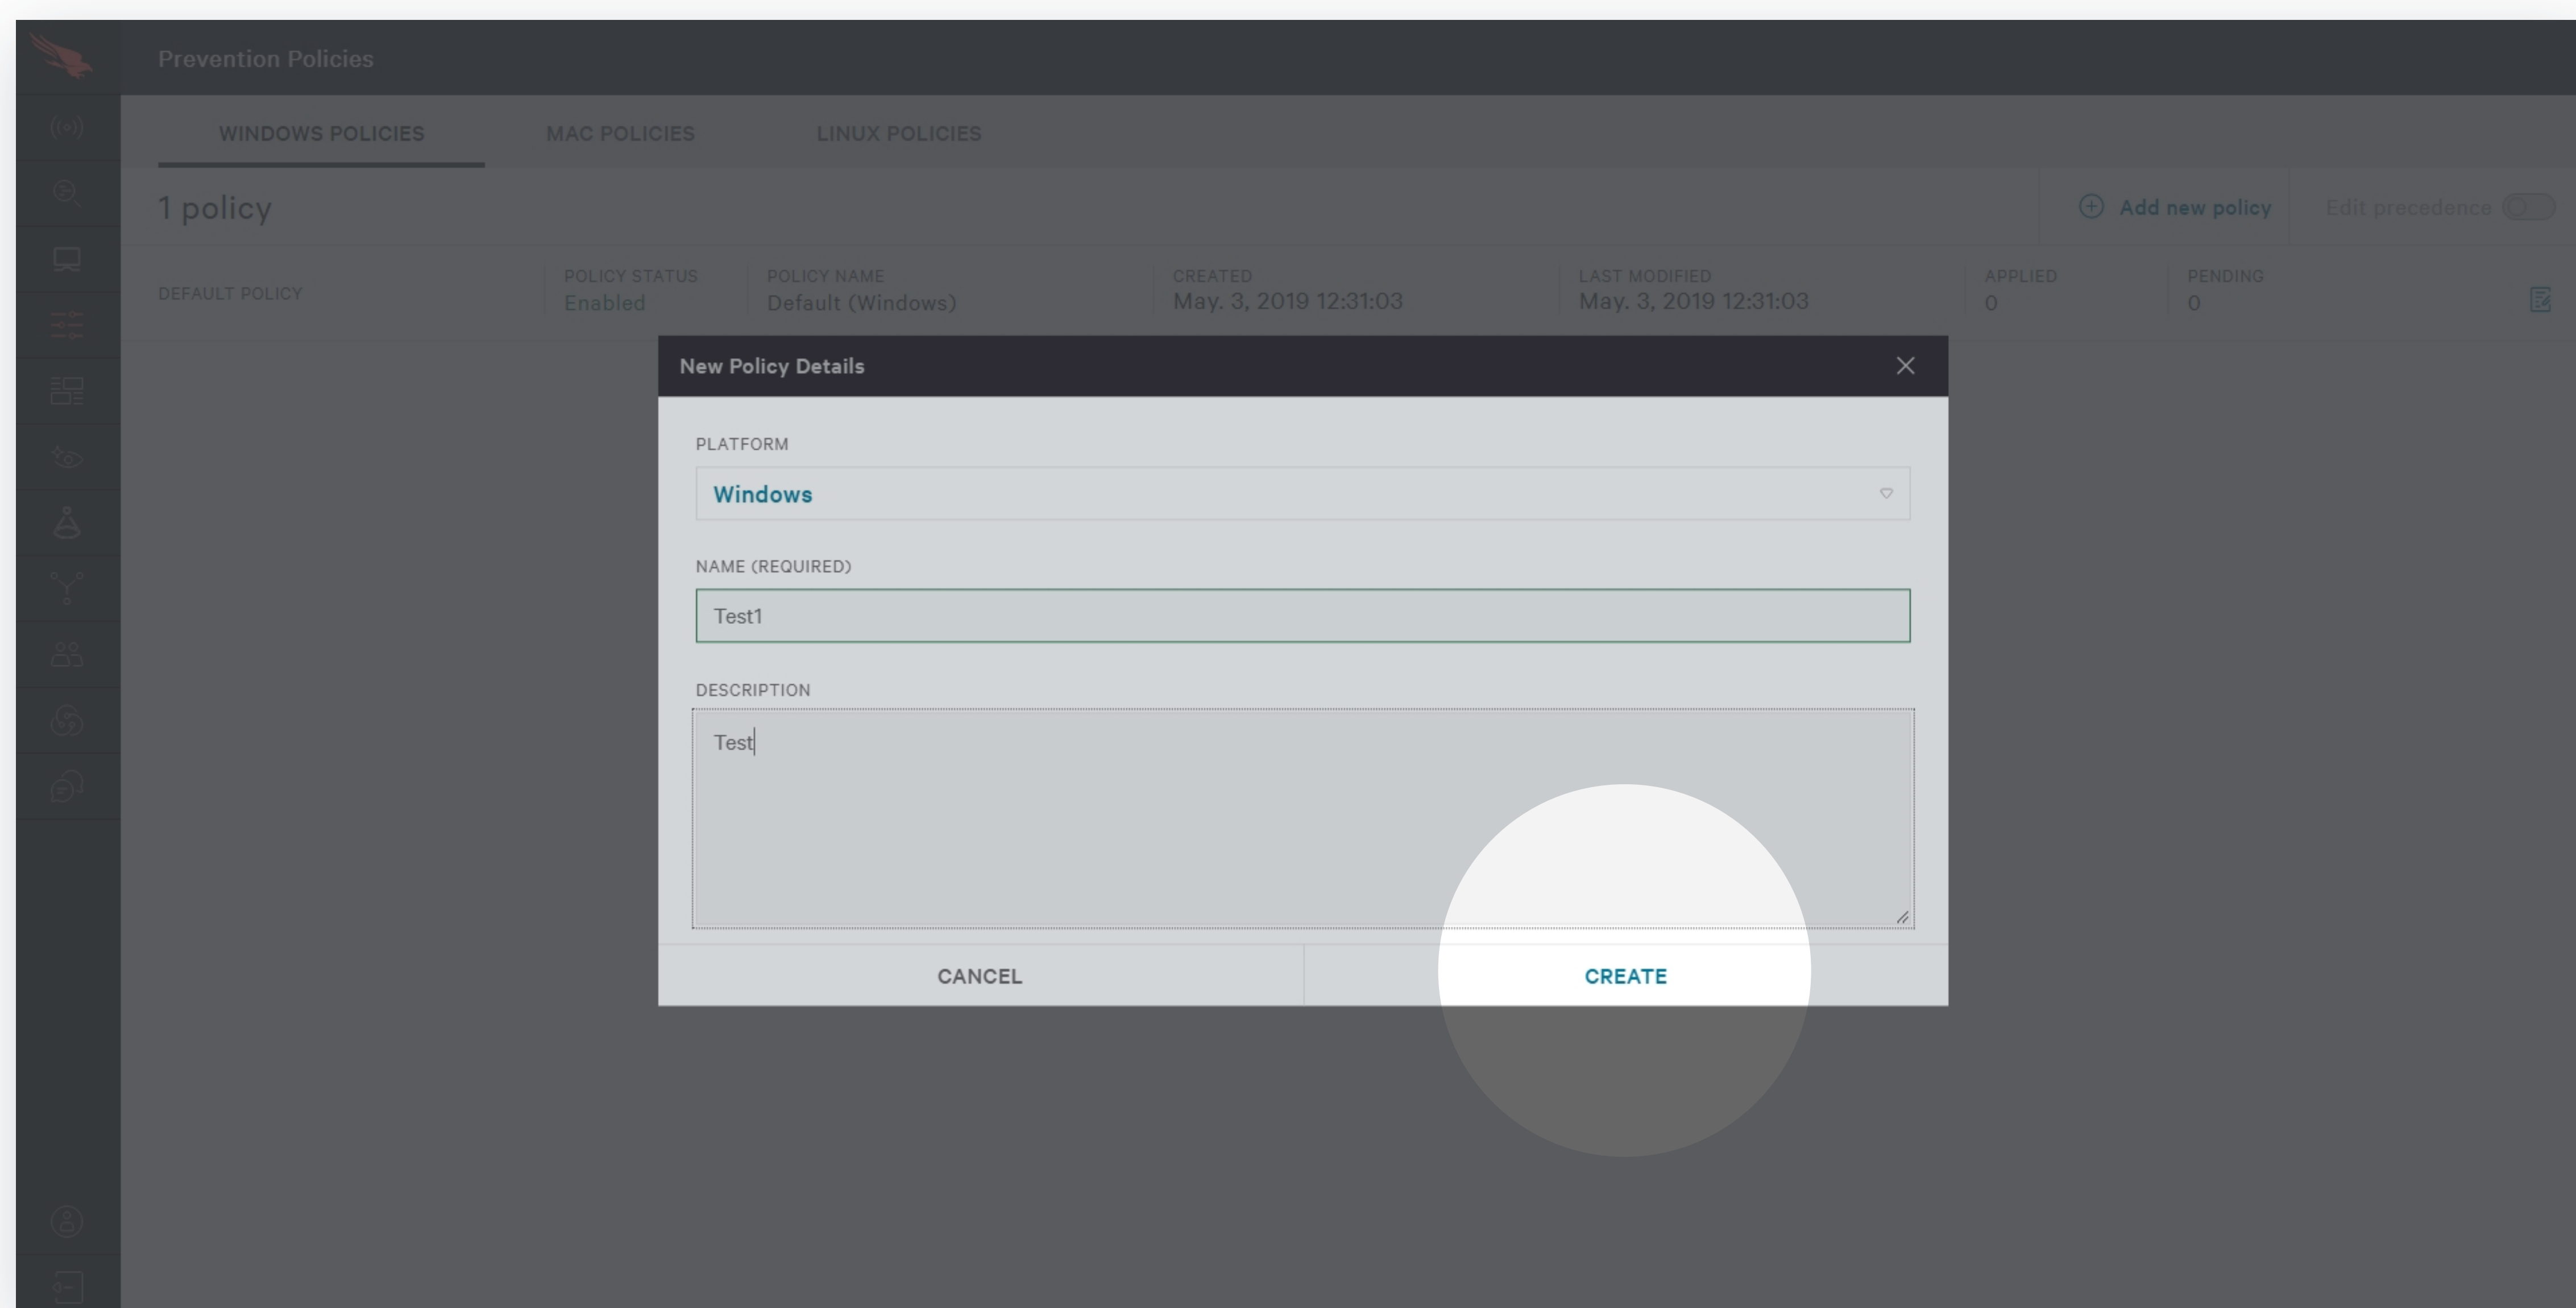 Prevention Policies
WINDOWS POLICIES MAC POLICIES LINUX POLICIES
1 policy Add new policy Edit precedence
DEFAULT POLICY
POLICY STATUS POLICY NAME CREATED LAST MODIFIED APPLIED PENDING
Enabled Default (Windows) May. 3, 2019 12:31:03 May. 3, 2019 12:31:03 0 0
New Policy Details
PLATFORM
Windows
NAME (REQUIRED)
Test1
DESCRIPTION
Test
CANCEL CREATE